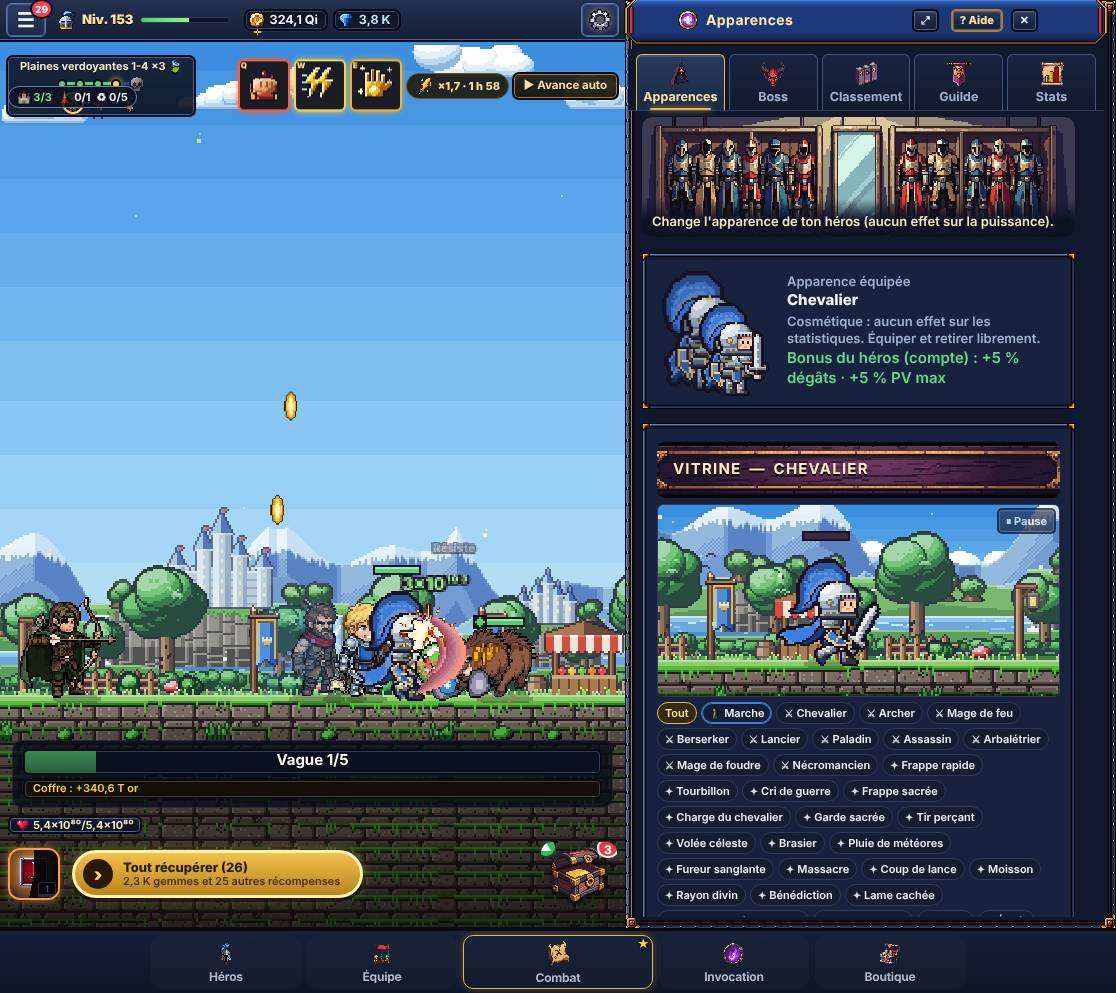 29
Niv. 153
324,1 Qi
3,8 K
Apparences
? Aide
Plaines verdoyantes 1-4 ×3
3/3 0/1 0/5
Q
W
E
×1,7 · 1 h 58
Avance auto
Apparences
Boss
Classement
Guilde
Stats
Change l'apparence de ton héros (aucun effet sur la puissance).
Apparence équipée
Chevalier
Cosmétique : aucun effet sur les
statistiques. Équiper et retirer librement.
Bonus du héros (compte) : +5 %
dégâts · +5 % PV max
VITRINE — CHEVALIER
Pause
Résiste
Tout Marche Chevalier Archer Mage de feu
Berserker Lancier Paladin Assassin Arbalétrier
Mage de foudre Nécromancien Frappe rapide
Tourbillon Cri de guerre Frappe sacrée
Charge du chevalier Garde sacrée Tir perçant
Volée céleste Brasier Pluie de météores
Fureur sanglante Massacre Coup de lance Moisson
Rayon divin Bénédiction Lame cachée
Vague 1/5
Coffre : +340,6 T or
5,4×10⁸⁰/5,4×10⁸⁰
1
Tout récupérer (26)
2,3 K gemmes et 25 autres récompenses
3
Héros
Équipe
Combat
Invocation
Boutique